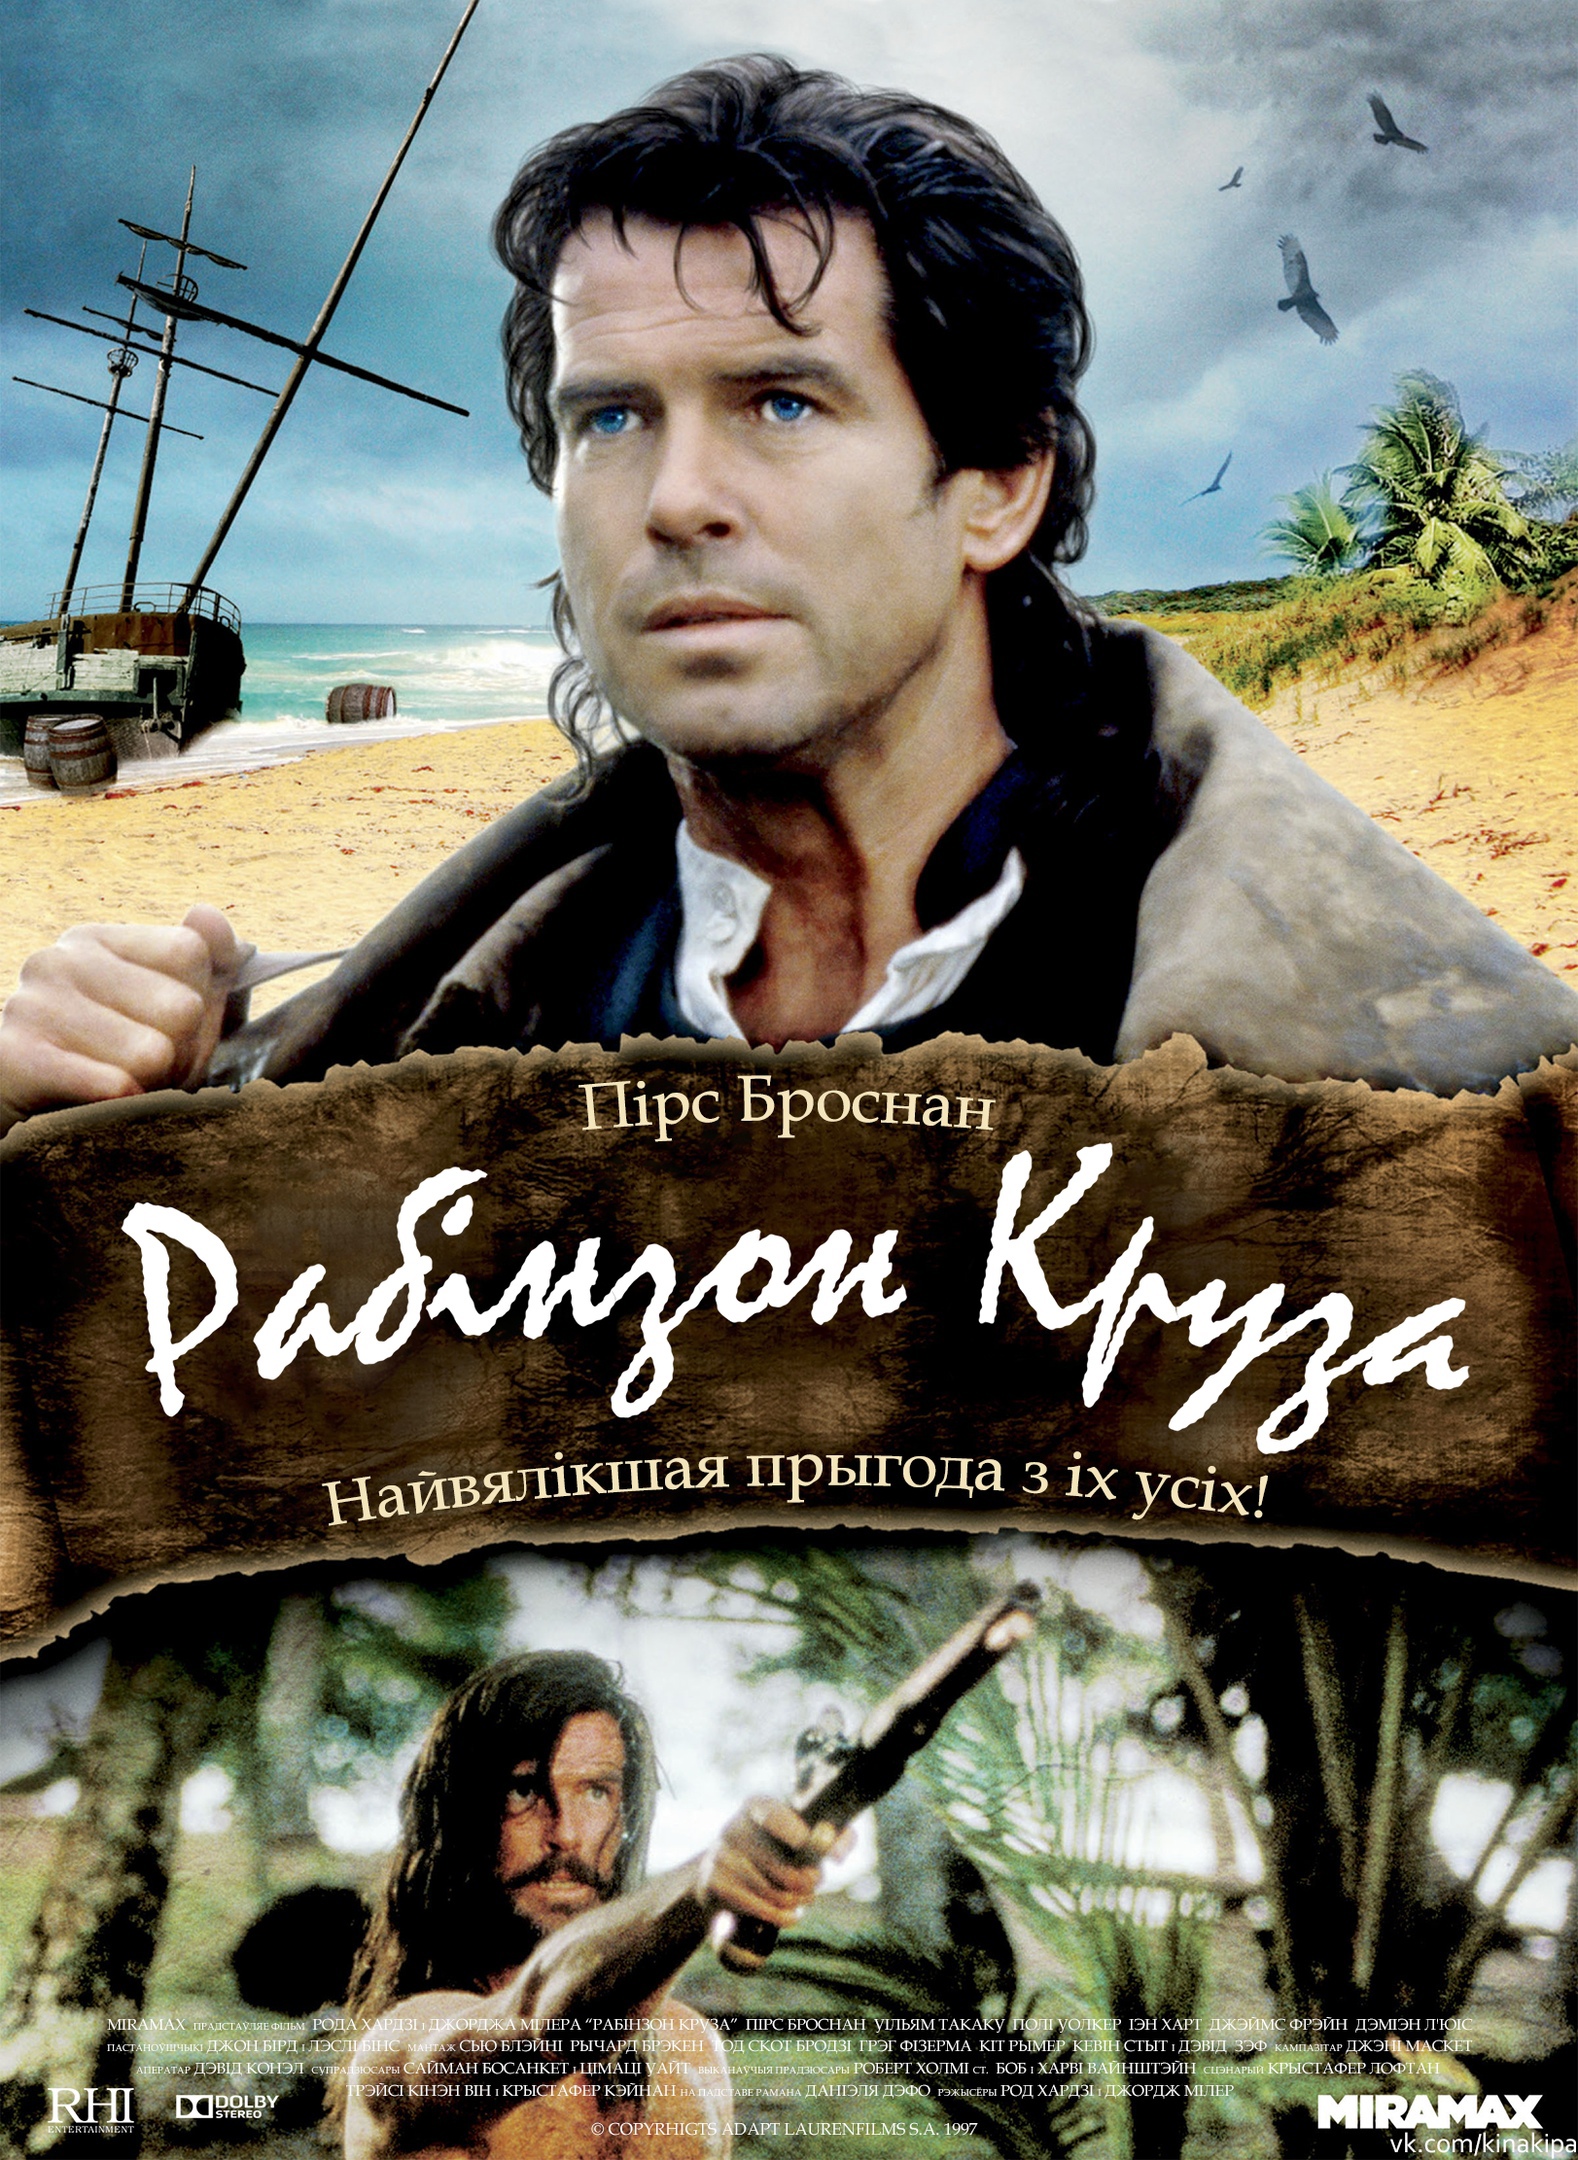 Пірс Броснан
Рабінзон Круза
Найвялікшая прыгода з іх усіх!
MIRAMAX ПРАДСТАЎЛЯЕ ФІЛЬМ РОДА ХАРДЗІ І ДЖОРДЖА МІЛЕРА "РАБІНЗОН КРУЗА" ПІРС БРОСНАН УІЛЬЯМ ТАКАКУ ПОЛІ УОЛКЕР ІЭН ХАРТ ДЖЭЙМС ФРЭЙН ДЭМІЭН Л'ЮІС
ПАСТАНОЎШЧЫКІ ДЖОН БІРД І ЛЭСЛІ БІНС МАНТАЖ СЬЮ БЛЭЙНІ РЫЧАРД БРЭКЕН ТОД СКОТ БРОДЗІ ГРЭГ ФІЗЕРМА КІТ РЫМЕР КЕВІН СТЫТ І ДЭВІД ЗЭФ КАМПАЗІТАР ДЖЭНІ МАСКЕТ
АПЕРАТАР ДЭВІД КОНЭЛ СУПРАДЗЮСАРЫ САЙМАН БОСАНКЕТ І ЦІМАЦІ УАЙТ ВЫКАНАЎЧЫЯ ПРАДЗЮСАРЫ РОБЕРТ ХОЛМІ СТ. БОБ І ХАРВІ ВАЙНШТЭЙН СЦЭНАРЫЙ КРЫСТАФЕР ЛОФТАН
ТРЭЙСІ КІНЭН ВІН І КРЫСТАФЕР КЭЙНАН НА ПАДСТАВЕ РАМАНА ДАНІЭЛЯ ДЭФО РЭЖЫСЁРЫ РОД ХАРДЗІ І ДЖОРДЖ МІЛЕР
RHI
ENTERTAINMENT
DOLBY
STEREO
© COPYRHIGTS ADAPT LAURENFILMS S.A. 1997
MIRAMAX
vk.com/kinakipa